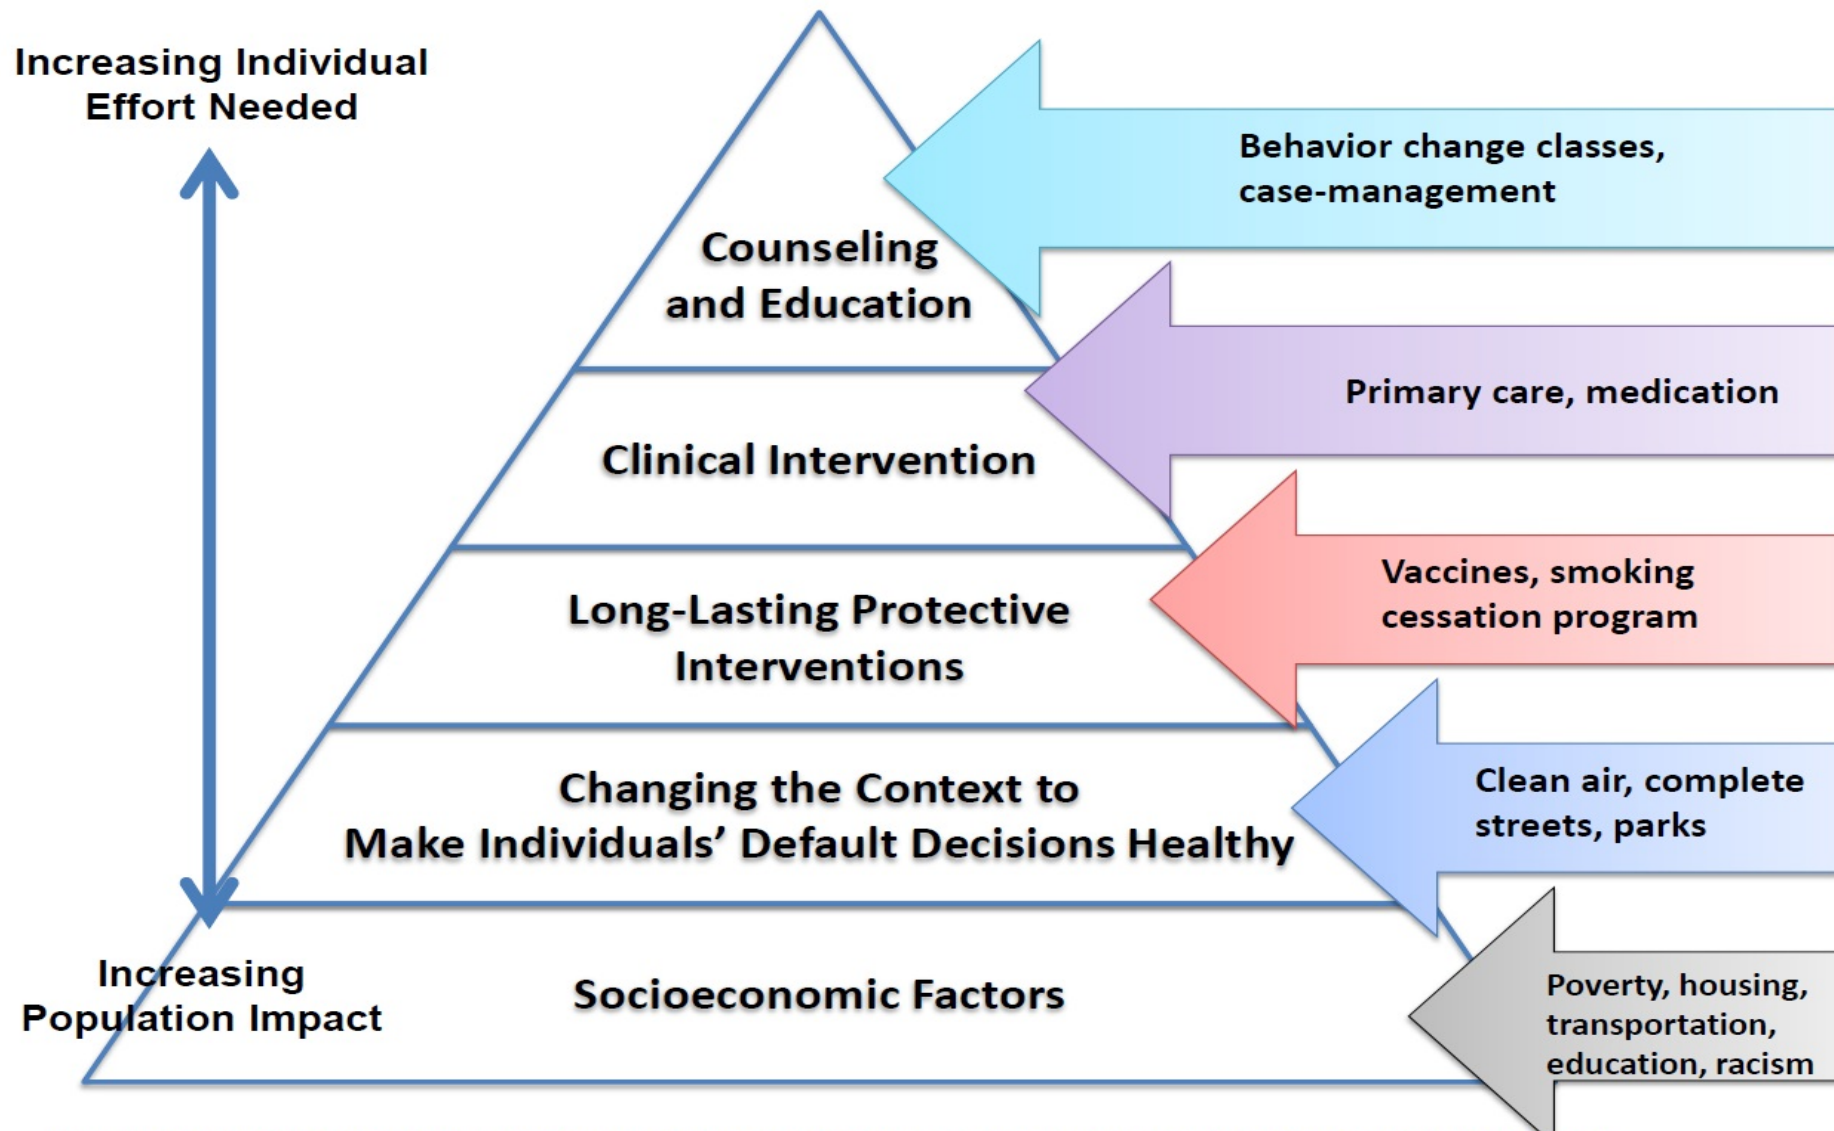 Increasing Individual
Effort Needed
Behavior change classes,
case-management
Counseling
and Education
Primary care, medication
Clinical Intervention
Vaccines, smoking
cessation program
Long-Lasting Protective
Interventions
Clean air, complete
streets, parks
Changing the Context to
Make Individuals’ Default Decisions Healthy
Increasing
Population Impact
Socioeconomic Factors
Poverty, housing,
transportation,
education, racism